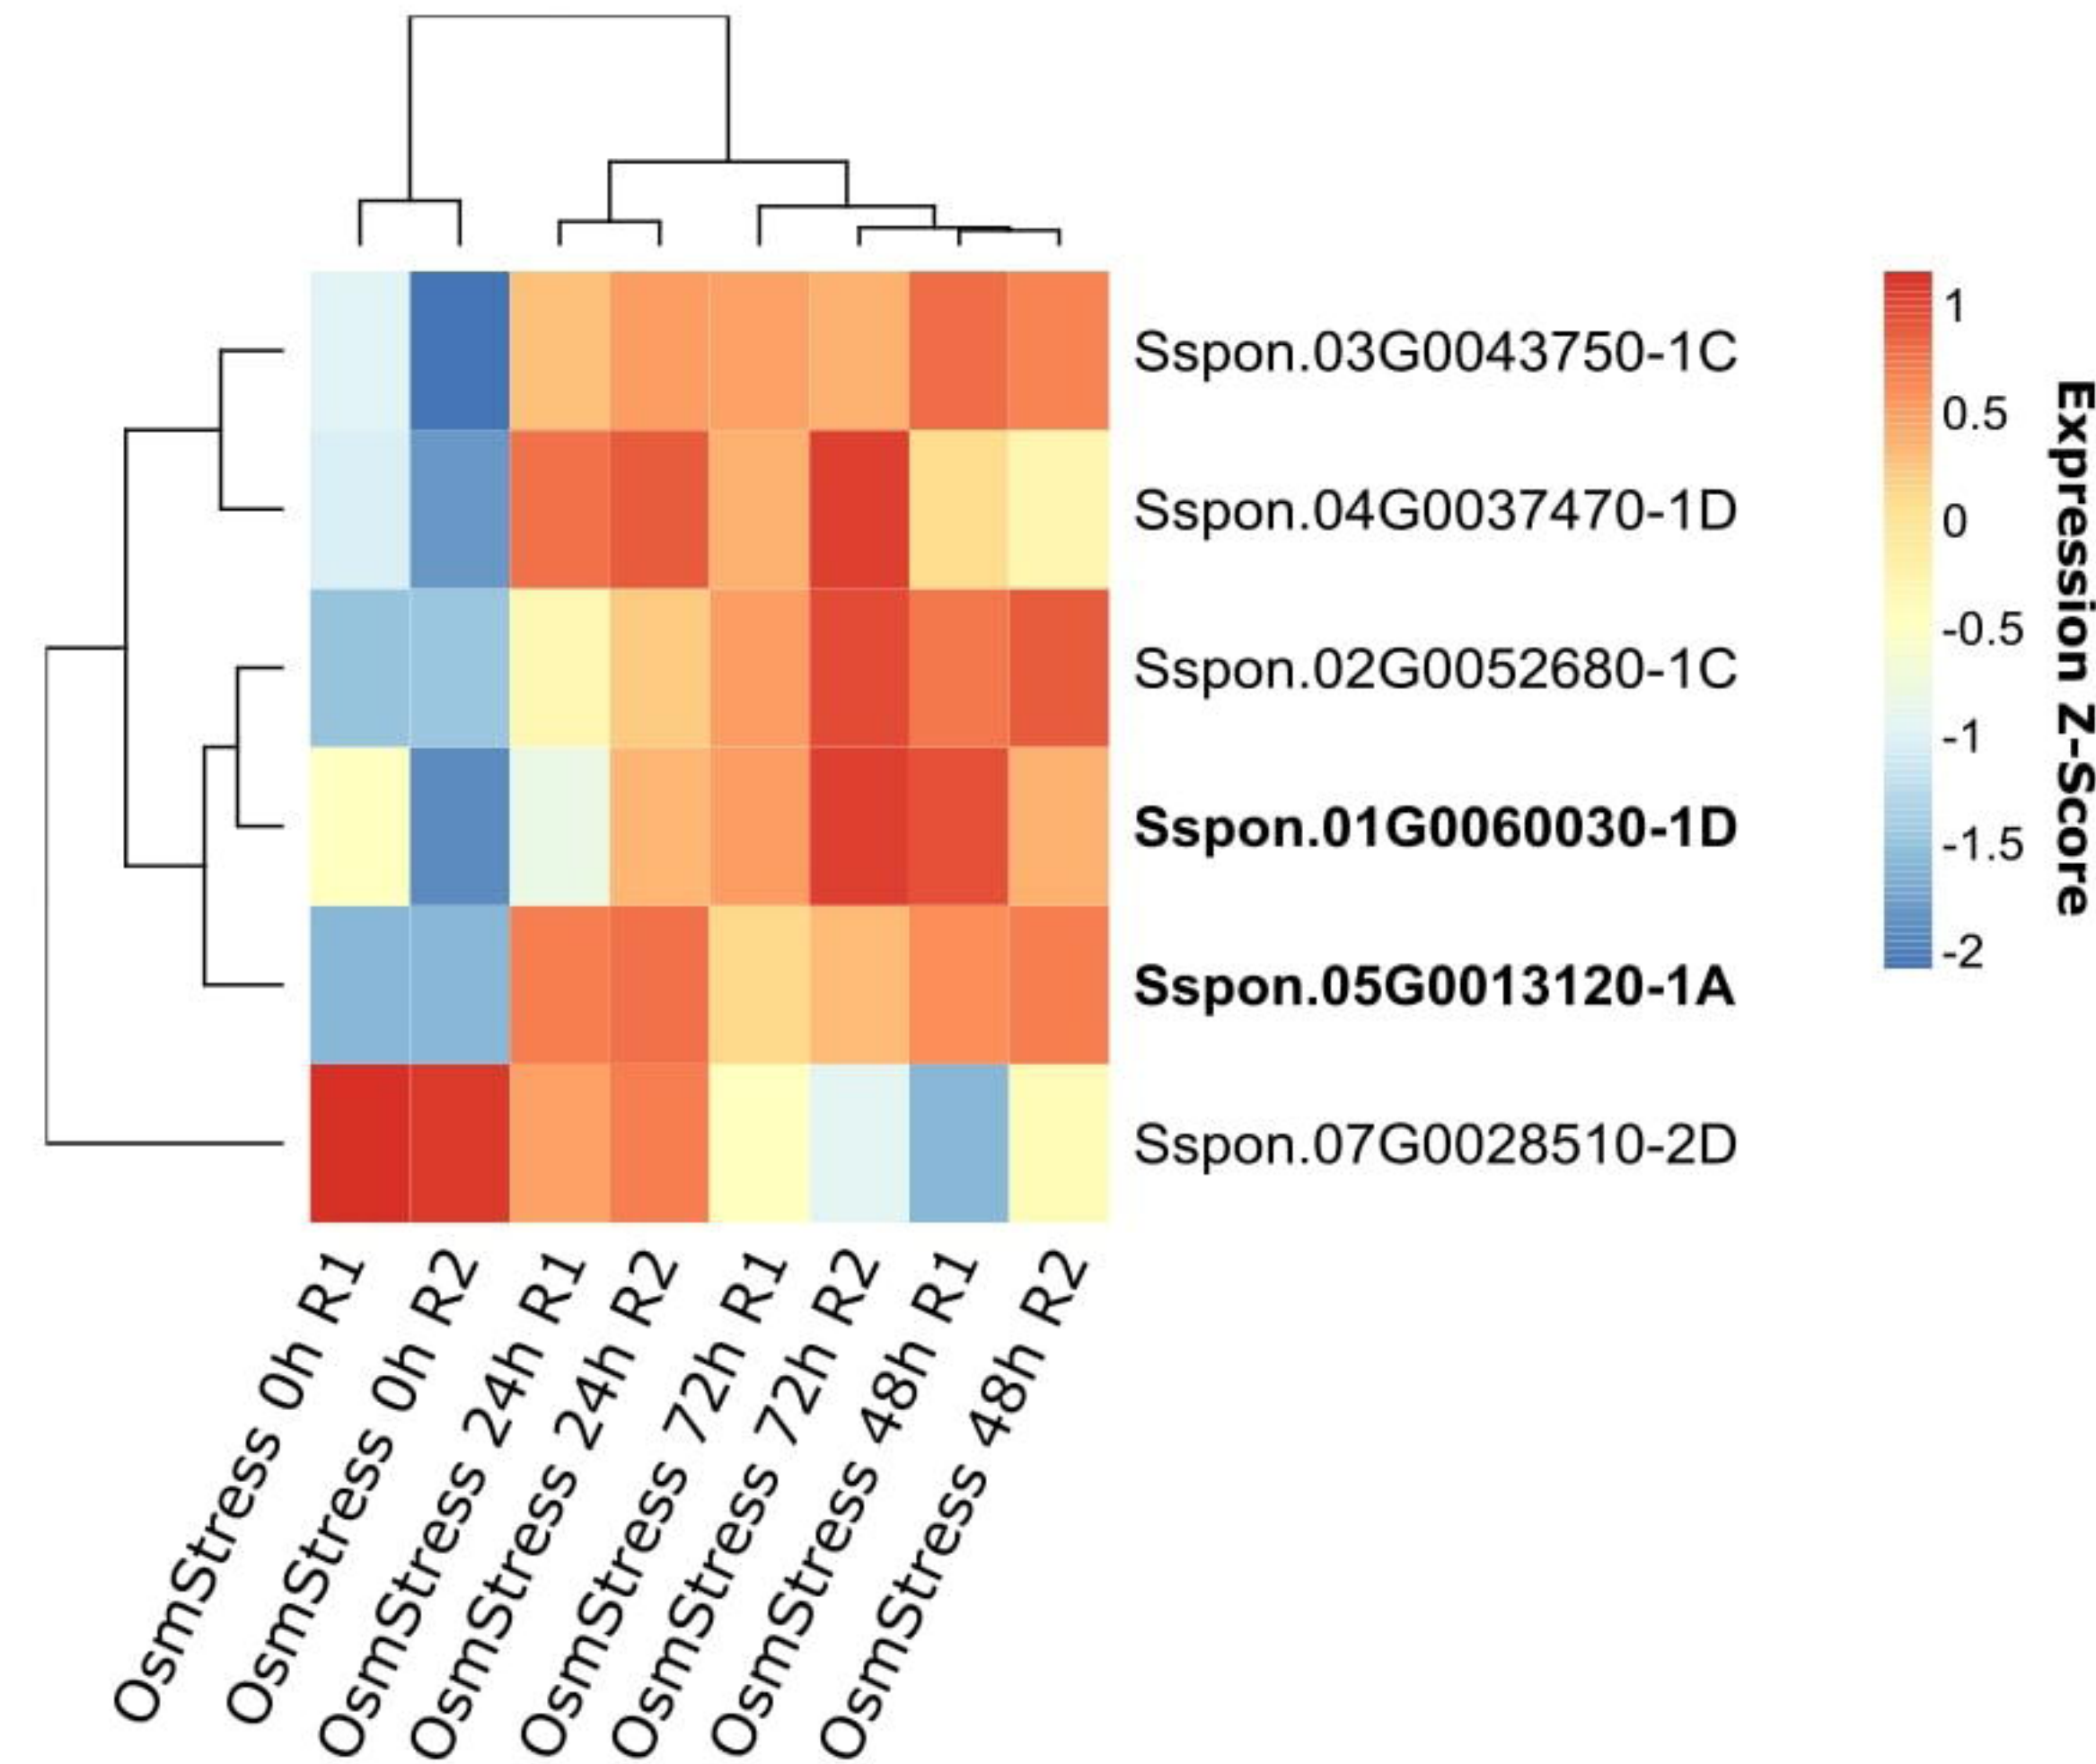 Sspon.03G0043750-1C
Sspon.04G0037470-1D
Sspon.02G0052680-1C
Sspon.01G0060030-1D
Sspon.05G0013120-1A
Sspon.07G0028510-2D
1
0.5
0
-0.5
-1
-1.5
-2
Expression Z-Score
OsmStress 0h R1
OsmStress 0h R2
OsmStress 24h R1
OsmStress 24h R2
OsmStress 72h R1
OsmStress 72h R2
OsmStress 48h R1
OsmStress 48h R2